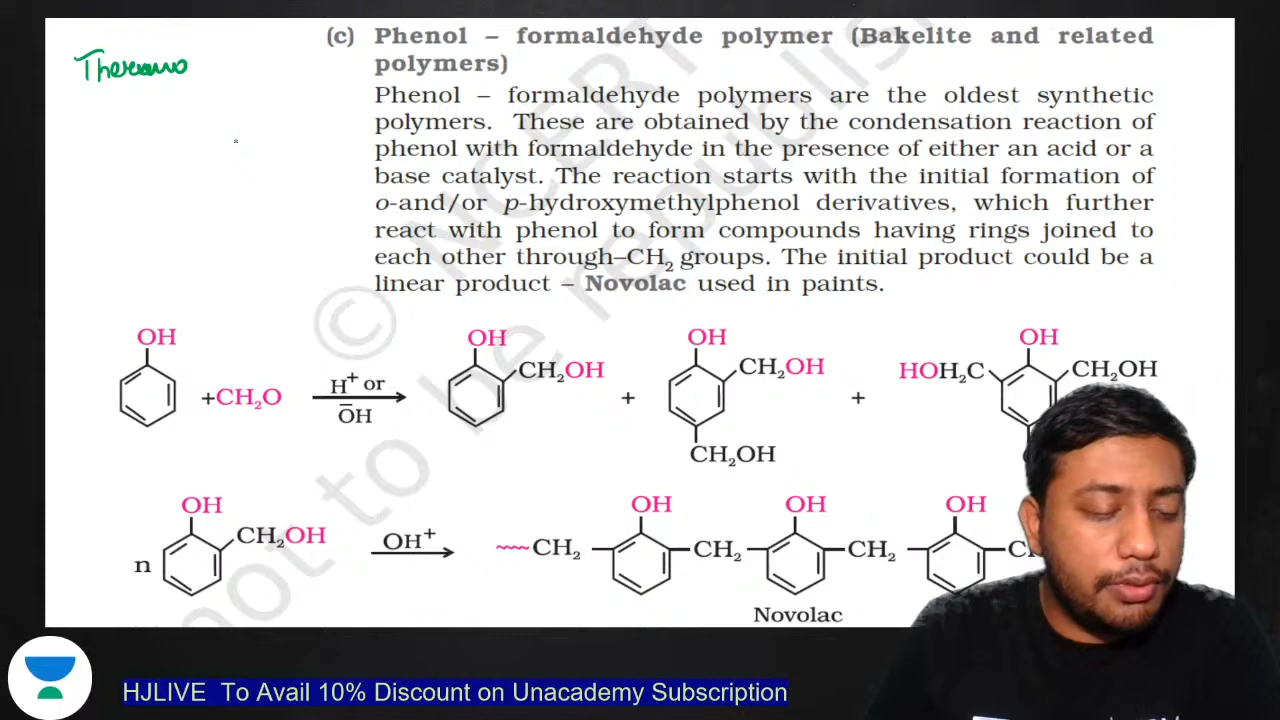 Thermo
(c) Phenol – formaldehyde polymer (Bakelite and related
polymers)
Phenol – formaldehyde polymers are the oldest synthetic
polymers. These are obtained by the condensation reaction of
phenol with formaldehyde in the presence of either an acid or a
base catalyst. The reaction starts with the initial formation of
o-and/or p-hydroxymethylphenol derivatives, which further
react with phenol to form compounds having rings joined to
each other through–CH₂ groups. The initial product could be a
linear product – Novolac used in paints.
© NCERT
not to be republis
OH OH OH OH
+CH₂O H⁺ or CH₂OH + CH₂OH + HOH₂C CH₂OH
O̅H
CH₂OH
OH OH OH OH
n CH₂OH OH⁺ CH₂ CH₂ CH₂
Novolac
HJLIVE To Avail 10% Discount on Unacademy Subscription